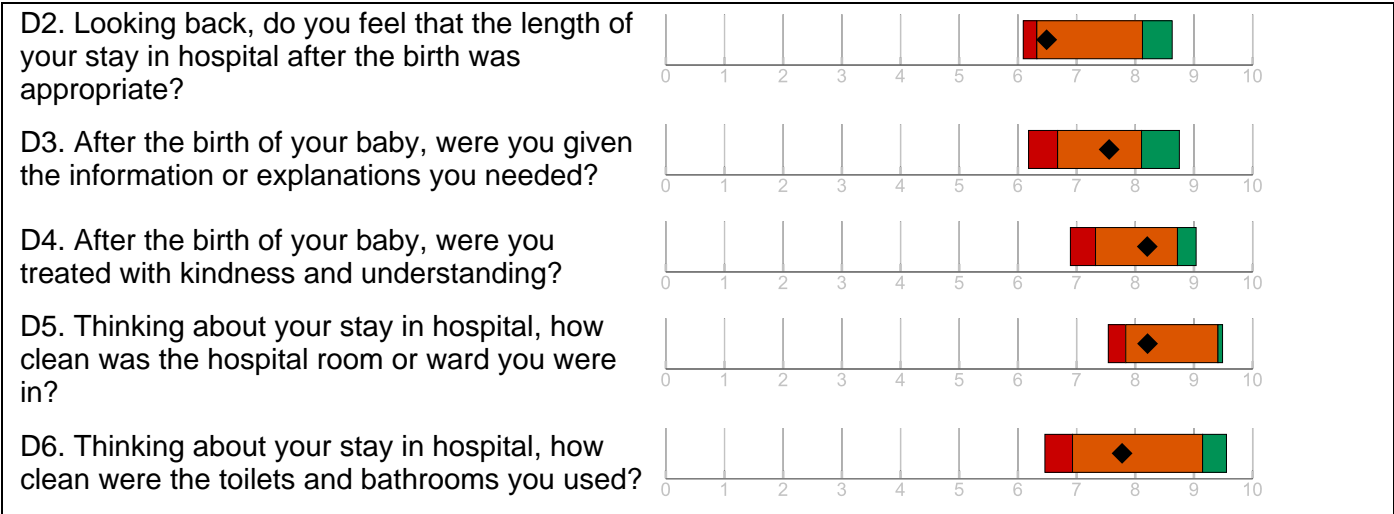 D2. Looking back, do you feel that the length of
your stay in hospital after the birth was
appropriate?
0 1 2 3 4 5 6 7 8 9 10
D3. After the birth of your baby, were you given
the information or explanations you needed?
0 1 2 3 4 5 6 7 8 9 10
D4. After the birth of your baby, were you
treated with kindness and understanding?
0 1 2 3 4 5 6 7 8 9 10
D5. Thinking about your stay in hospital, how
clean was the hospital room or ward you were
in?
0 1 2 3 4 5 6 7 8 9 10
D6. Thinking about your stay in hospital, how
clean were the toilets and bathrooms you used?
0 1 2 3 4 5 6 7 8 9 10